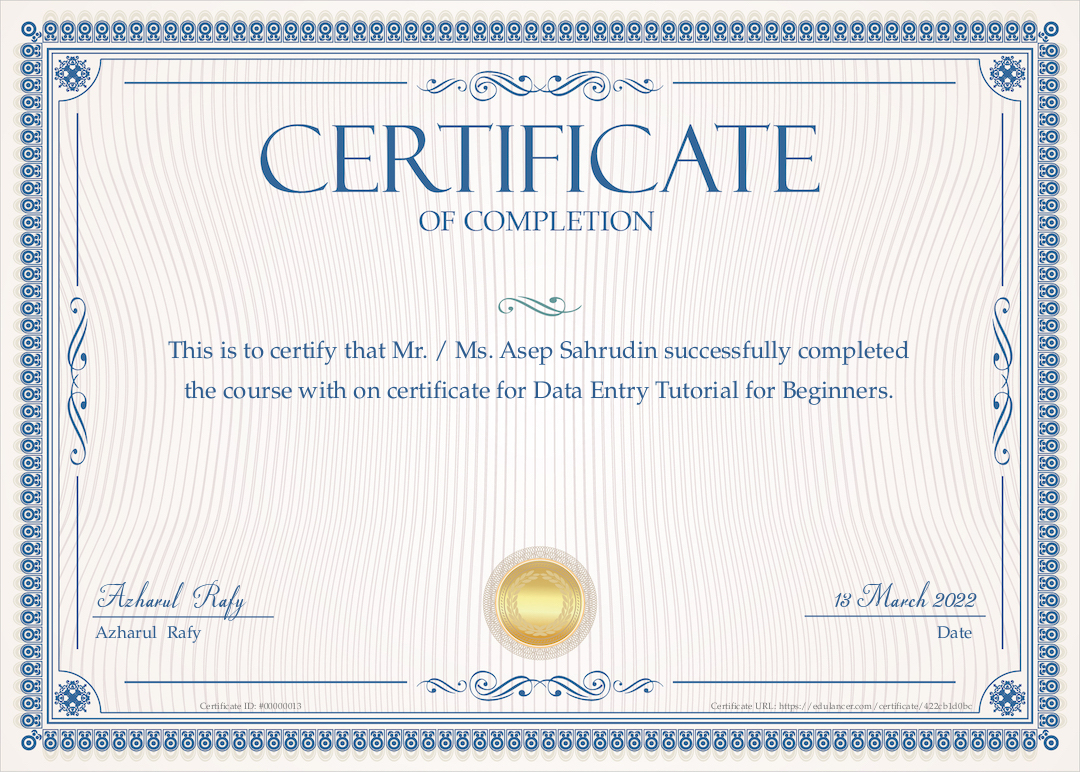 CERTIFICATE
OF COMPLETION
This is to certify that Mr. / Ms. Asep Sahrudin successfully completed
the course with on certificate for Data Entry Tutorial for Beginners.
Azharul Rafy
Azharul Rafy
13 March 2022
Date
Certificate ID: #00000013
Certificate URL: https://edulancer.com/certificate/422cb1d0bc